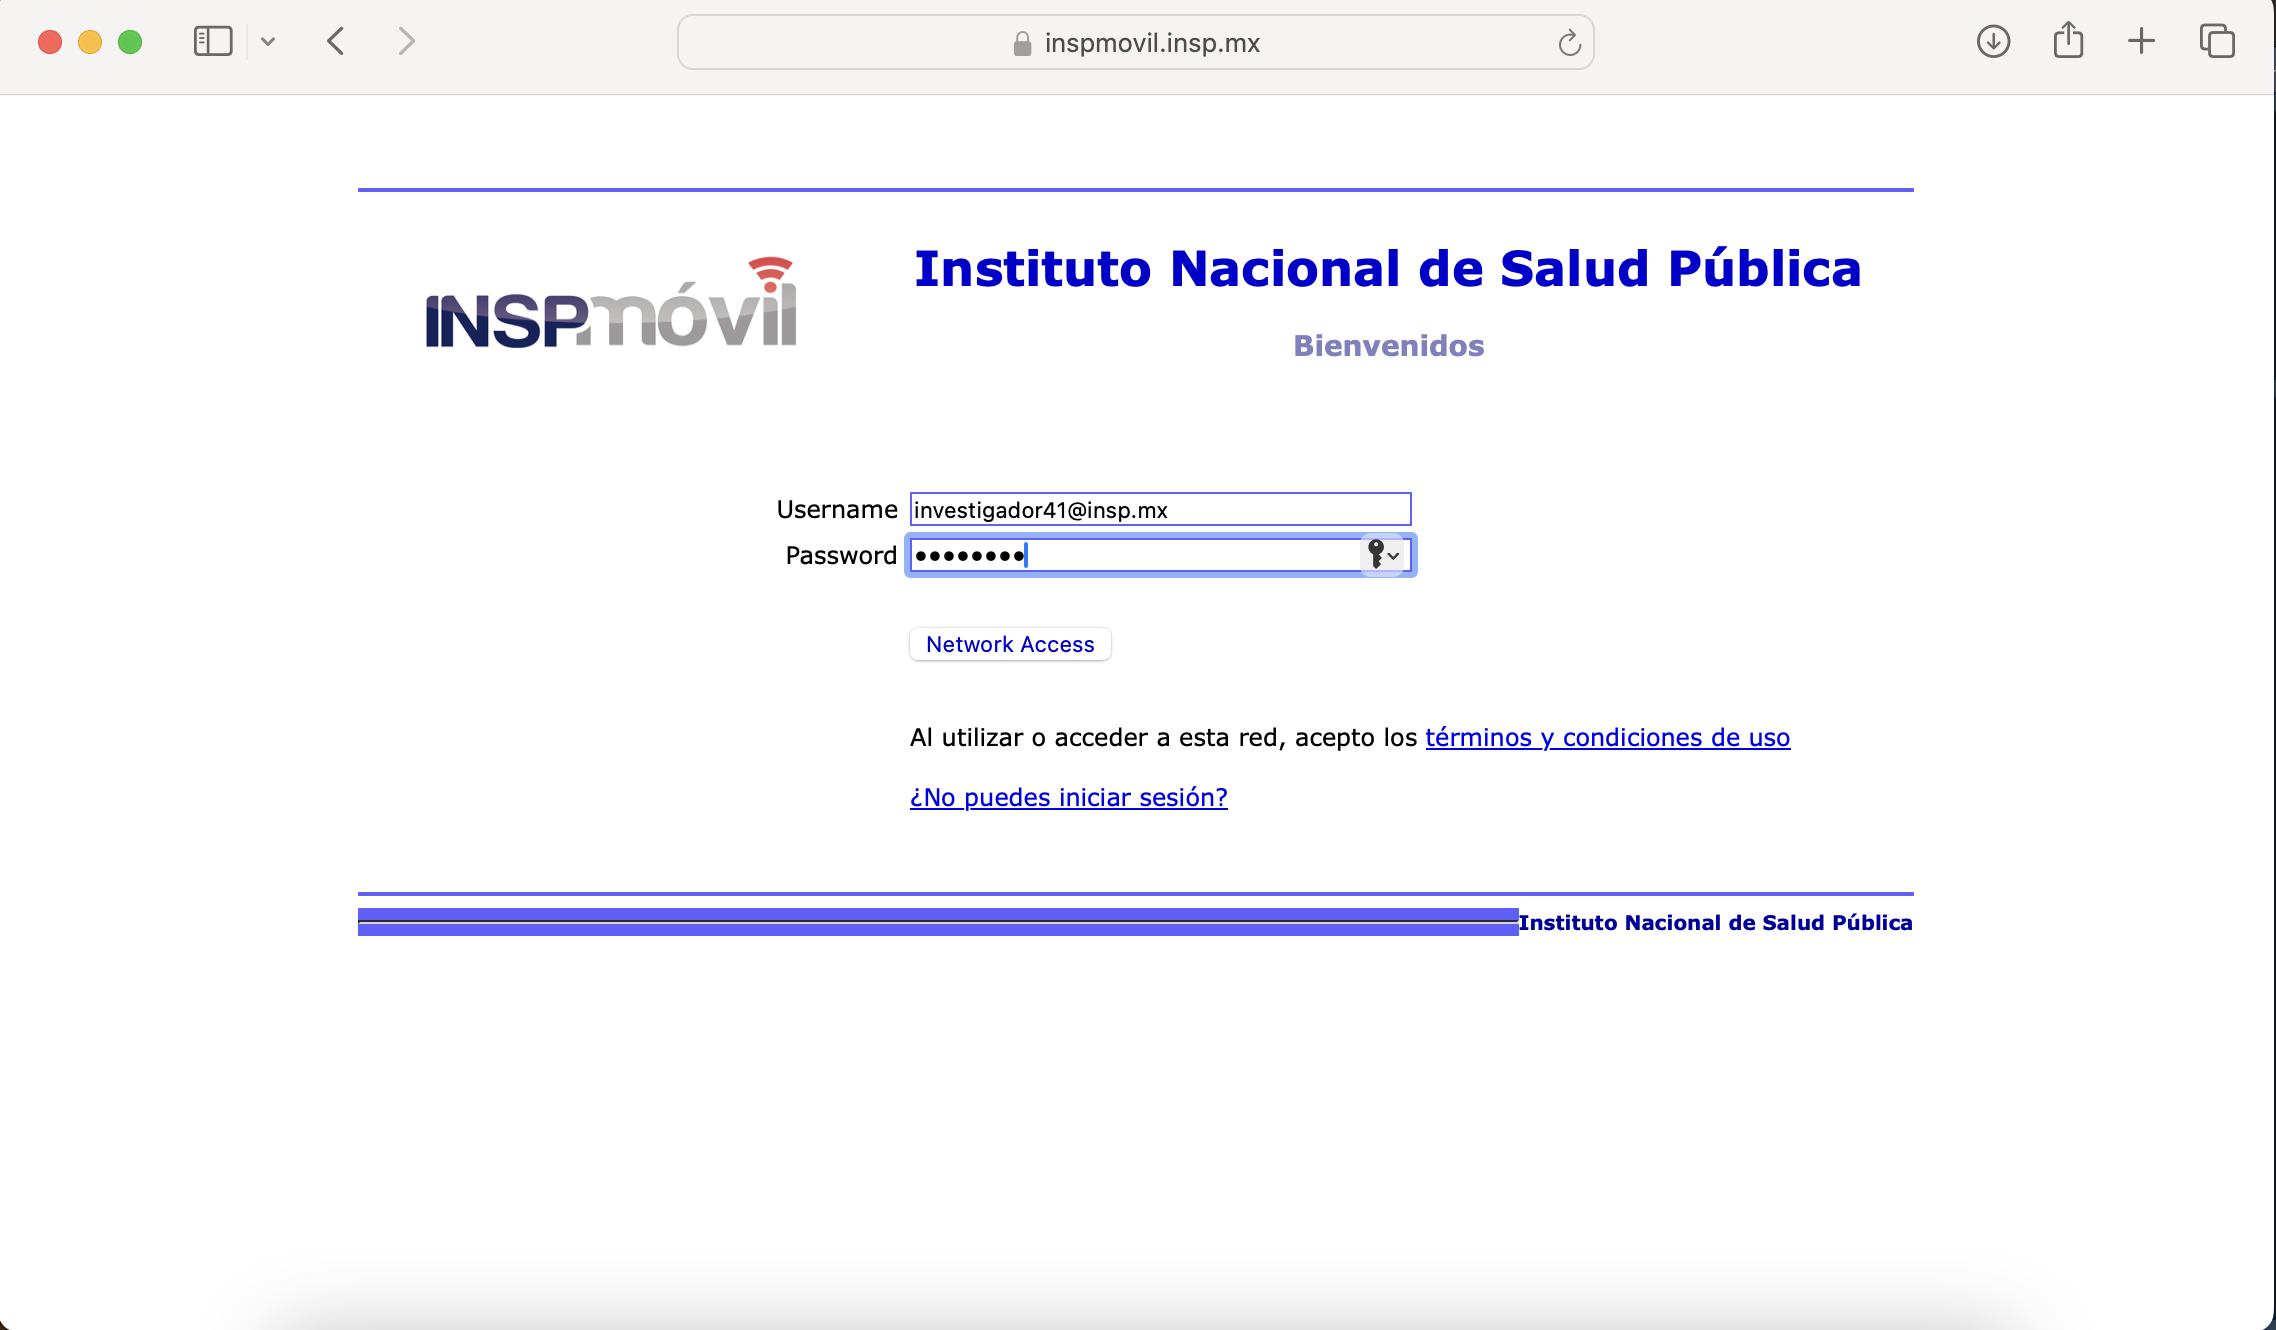 inspmovil.insp.mx
INSPmóvil
Instituto Nacional de Salud Pública
Bienvenidos
Username investigador41@insp.mx
Password ••••••••
Network Access
Al utilizar o acceder a esta red, acepto los términos y condiciones de uso
¿No puedes iniciar sesión?
Instituto Nacional de Salud Pública